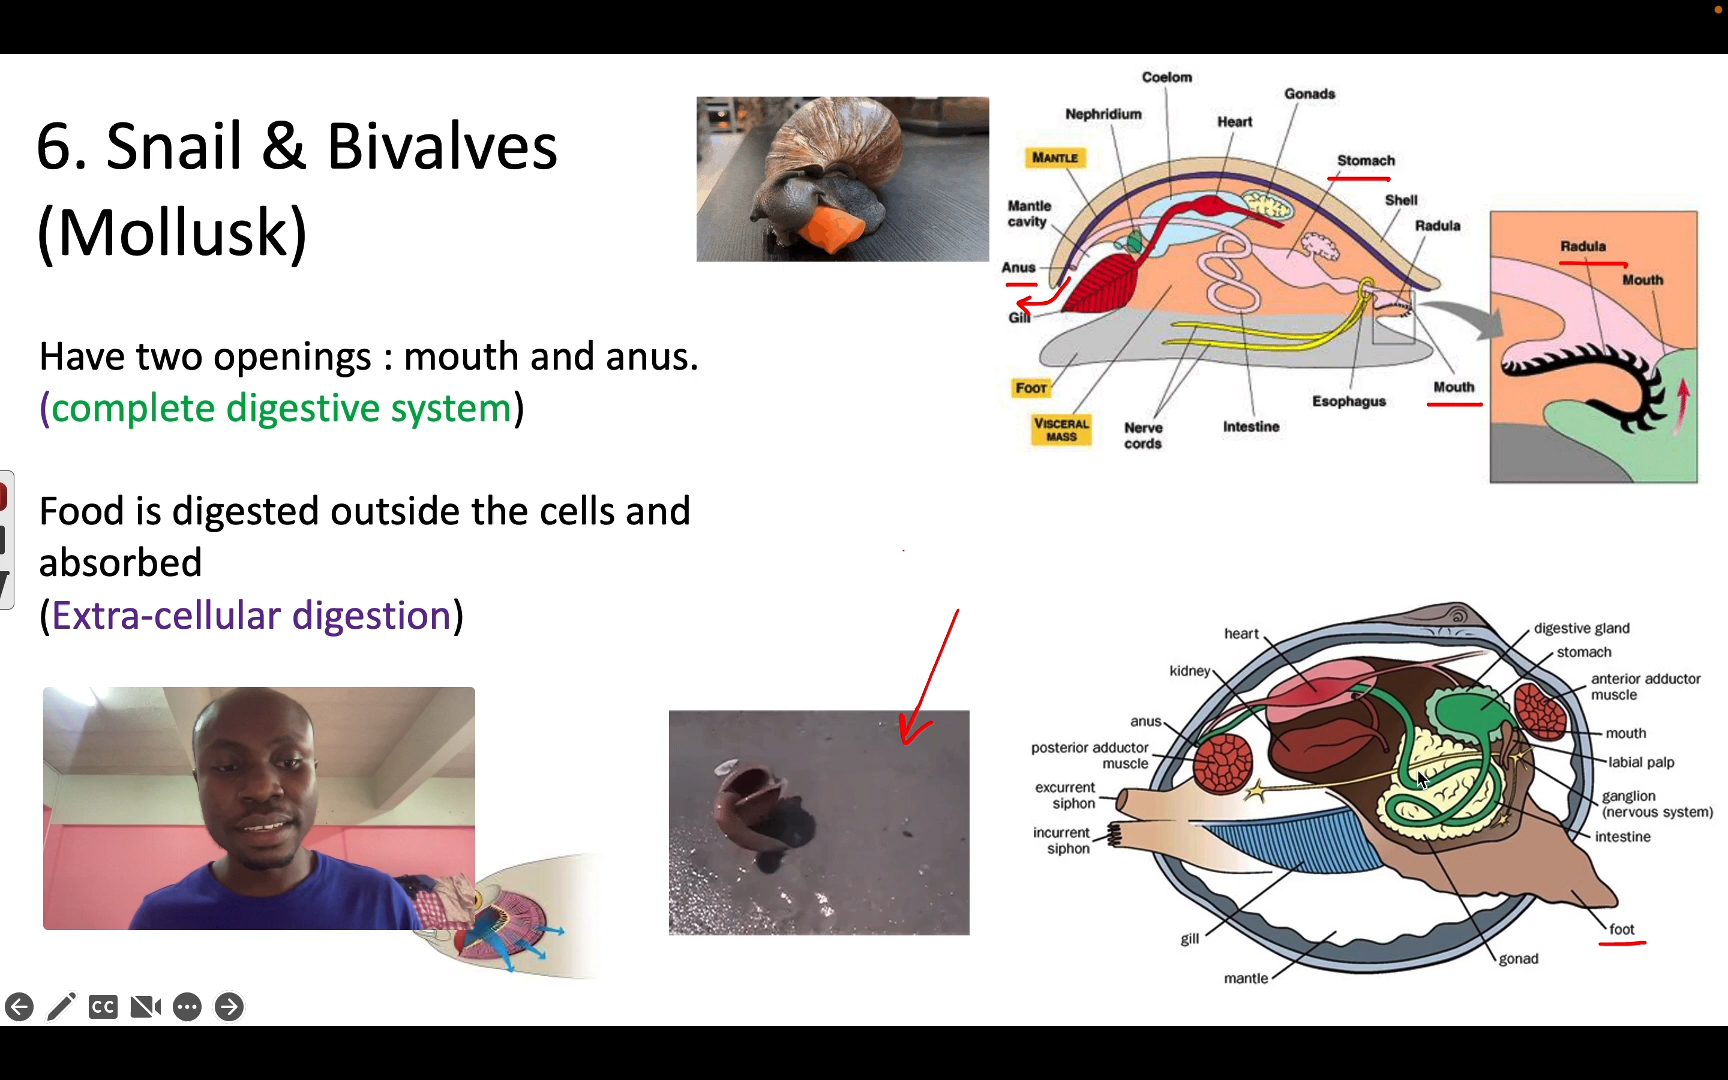 6. Snail & Bivalves
(Mollusk)
Have two openings : mouth and anus.
(complete digestive system)
Food is digested outside the cells and
absorbed
(Extra-cellular digestion)
Coelom
Gonads
Nephridium
Heart
MANTLE
Stomach
Mantle
cavity
Shell
Radula
Anus
Gill
FOOT
Mouth
Esophagus
VISCERAL
MASS
Nerve
cords
Intestine
Radula
Mouth
heart
digestive gland
stomach
kidney
anterior adductor
muscle
anus
mouth
posterior adductor
muscle
labial palp
excurrent
siphon
ganglion
(nervous system)
incurrent
siphon
intestine
foot
gill
gonad
mantle
CC